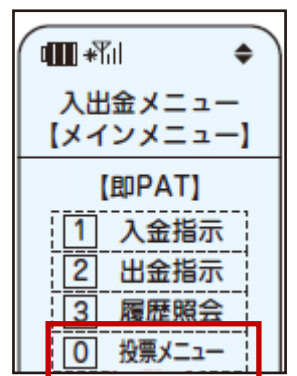 入出金メニュー
【メインメニュー】
【即PAT】
1 入金指示
2 出金指示
3 履歴照会
0 投票メニュー